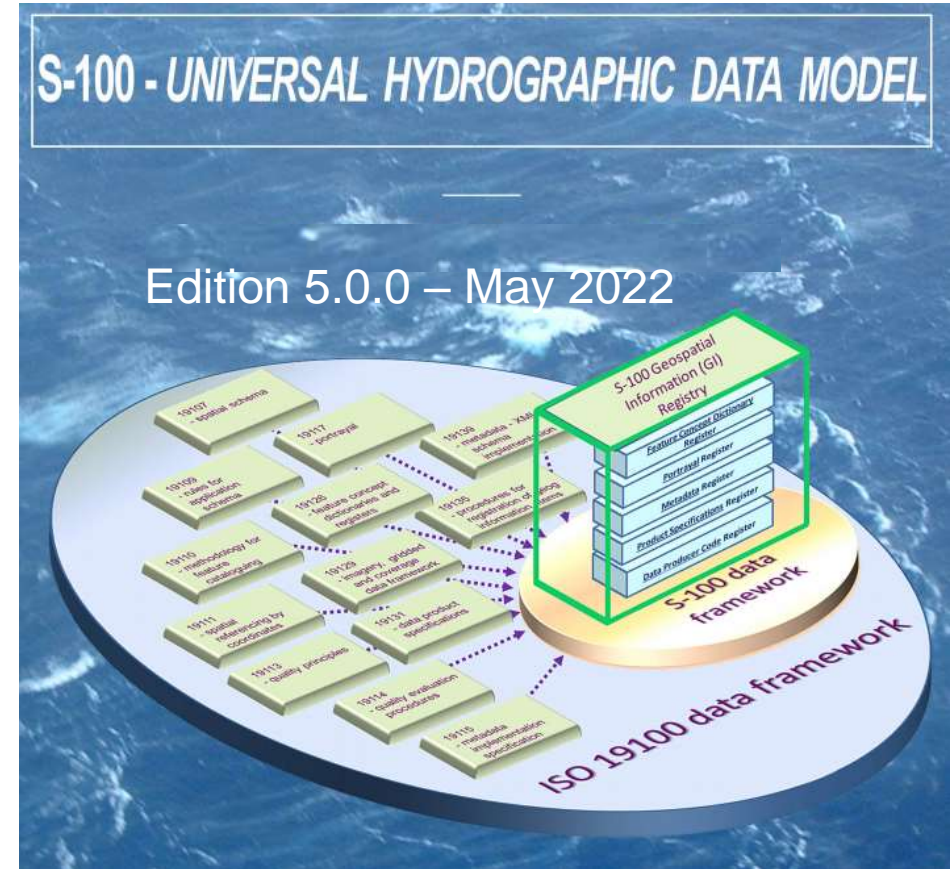 S-100 - UNIVERSAL HYDROGRAPHIC DATA MODEL
Edition 5.0.0 – May 2022
S-100 Geospatial
Information (GI)
Registry
Feature Concept Dictionary
Register
Portrayal Register
Metadata Register
Product Specifications Register
Data Producer Code Register
S-100 data
framework
19107
- spatial schema
19117
- portrayal
19139
- metadata - XML
schema
implementation
19109
- rules for
application
schema
19126
- feature concept
dictionaries and
registers
19135
- procedures for
registration of geog
information items
19110
- methodology for
feature
cataloguing
19129
- imagery, gridded
and coverage
data framework
19111
- spatial
referencing by
coordinates
19131
- data product
specifications
19113
- quality principles
19114
- quality evaluation
procedures
19115
- metadata
implementation
specification
ISO 19100 data framework